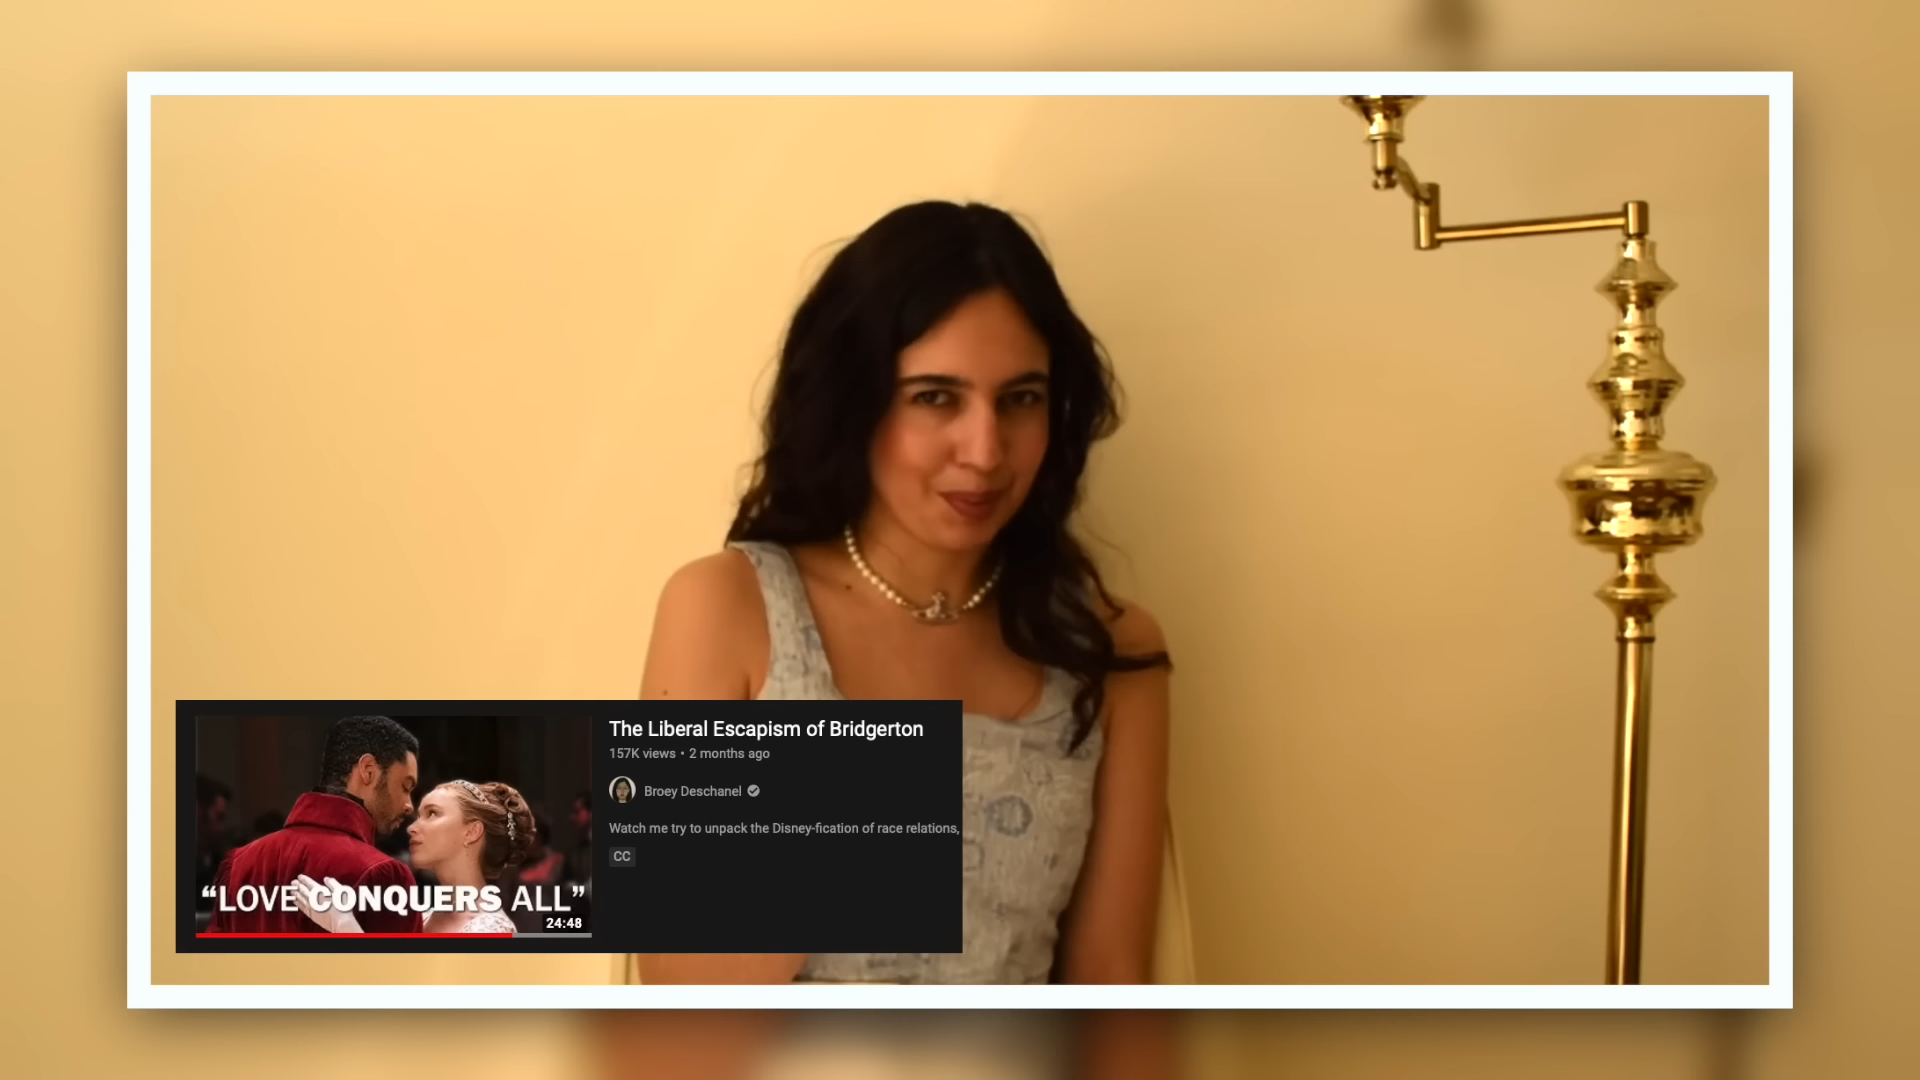 The Liberal Escapism of Bridgerton
157K views • 2 months ago
Broey Deschanel
Watch me try to unpack the Disney-fication of race relations,
CC
“LOVE CONQUERS ALL”
24:48